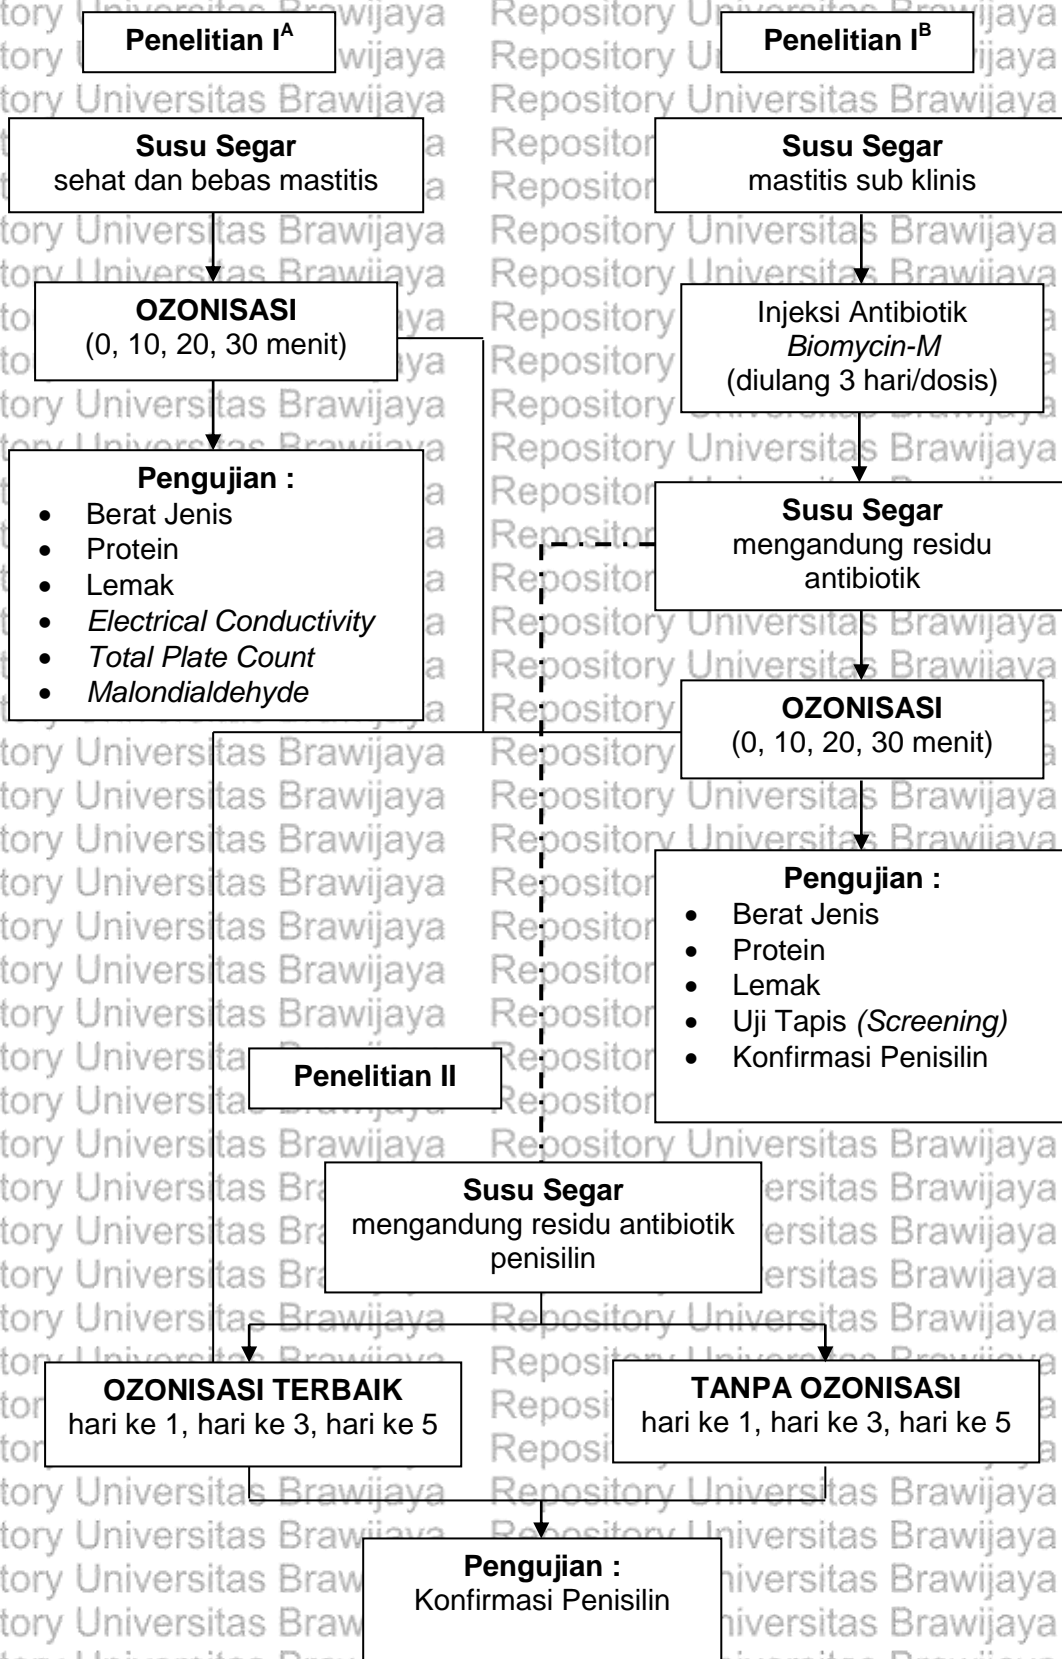 Penelitian I^A
Susu Segar
sehat dan bebas mastitis
OZONISASI
(0, 10, 20, 30 menit)
Pengujian :
• Berat Jenis
• Protein
• Lemak
• Electrical Conductivity
• Total Plate Count
• Malondialdehyde
Penelitian I^B
Susu Segar
mastitis sub klinis
Injeksi Antibiotik
Biomycin-M
(diulang 3 hari/dosis)
Susu Segar
mengandung residu
antibiotik
OZONISASI
(0, 10, 20, 30 menit)
Pengujian :
• Berat Jenis
• Protein
• Lemak
• Uji Tapis (Screening)
• Konfirmasi Penisilin
Penelitian II
Susu Segar
mengandung residu antibiotik
penisilin
OZONISASI TERBAIK
hari ke 1, hari ke 3, hari ke 5
TANPA OZONISASI
hari ke 1, hari ke 3, hari ke 5
Pengujian :
Konfirmasi Penisilin
Repository Universitas Brawijaya